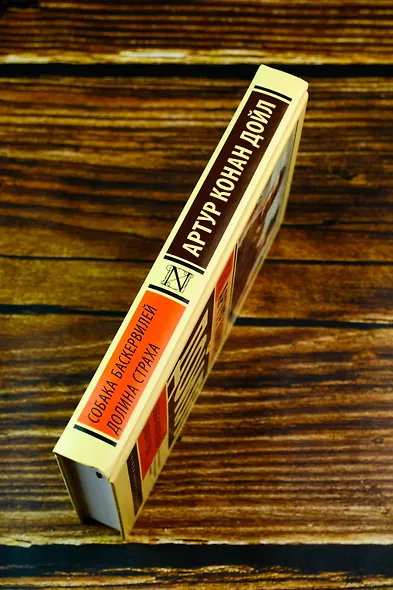 АРТУР КОНАН ДОЙЛ
СОБАКА БАСКЕРВИЛЕЙ
ДОЛИНА СТРАХА